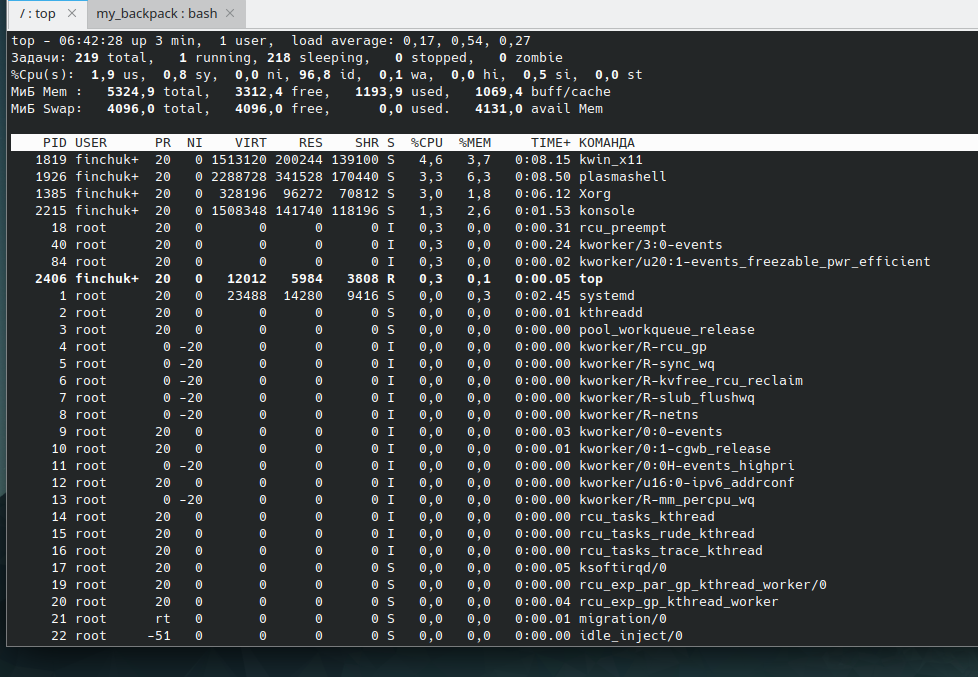 / : top
my_backpack : bash
top - 06:42:28 up 3 min,  1 user,  load average: 0,17, 0,54, 0,27
Задачи: 219 total,   1 running, 218 sleeping,   0 stopped,   0 zombie
%Cpu(s):  1,9 us,  0,8 sy,  0,0 ni, 96,8 id,  0,1 wa,  0,0 hi,  0,5 si,  0,0 st
МиБ Mem :   5324,9 total,   3312,4 free,   1193,9 used,   1069,4 buff/cache
МиБ Swap:   4096,0 total,   4096,0 free,      0,0 used.   4131,0 avail Mem
PID USER      PR  NI    VIRT    RES    SHR S  %CPU  %MEM     TIME+ КОМАНДА
1819 finchuk+  20   0 1513120 200244 139100 S   4,6   3,7   0:08.15 kwin_x11
1926 finchuk+  20   0 2288728 341528 170440 S   3,3   6,3   0:08.50 plasmashell
1385 finchuk+  20   0  328196  96272  70812 S   3,0   1,8   0:06.12 Xorg
2215 finchuk+  20   0 1508348 141740 118196 S   1,3   2,6   0:01.53 konsole
18 root      20   0       0      0      0 I   0,3   0,0   0:00.31 rcu_preempt
40 root      20   0       0      0      0 I   0,3   0,0   0:00.24 kworker/3:0-events
84 root      20   0       0      0      0 I   0,3   0,0   0:00.02 kworker/u20:1-events_freezable_pwr_efficient
2406 finchuk+  20   0   12012   5984   3808 R   0,3   0,1   0:00.05 top
1 root      20   0   23488  14280   9416 S   0,0   0,3   0:02.45 systemd
2 root      20   0       0      0      0 S   0,0   0,0   0:00.01 kthreadd
3 root      20   0       0      0      0 S   0,0   0,0   0:00.00 pool_workqueue_release
4 root       0 -20       0      0      0 I   0,0   0,0   0:00.00 kworker/R-rcu_gp
5 root       0 -20       0      0      0 I   0,0   0,0   0:00.00 kworker/R-sync_wq
6 root       0 -20       0      0      0 I   0,0   0,0   0:00.00 kworker/R-kvfree_rcu_reclaim
7 root       0 -20       0      0      0 I   0,0   0,0   0:00.00 kworker/R-slub_flushwq
8 root       0 -20       0      0      0 I   0,0   0,0   0:00.00 kworker/R-netns
9 root      20   0       0      0      0 I   0,0   0,0   0:00.03 kworker/0:0-events
10 root      20   0       0      0      0 I   0,0   0,0   0:00.01 kworker/0:1-cgwb_release
11 root       0 -20       0      0      0 I   0,0   0,0   0:00.00 kworker/0:0H-events_highpri
12 root      20   0       0      0      0 I   0,0   0,0   0:00.00 kworker/u16:0-ipv6_addrconf
13 root       0 -20       0      0      0 I   0,0   0,0   0:00.00 kworker/R-mm_percpu_wq
14 root      20   0       0      0      0 I   0,0   0,0   0:00.00 rcu_tasks_kthread
15 root      20   0       0      0      0 I   0,0   0,0   0:00.00 rcu_tasks_rude_kthread
16 root      20   0       0      0      0 I   0,0   0,0   0:00.00 rcu_tasks_trace_kthread
17 root      20   0       0      0      0 S   0,0   0,0   0:00.05 ksoftirqd/0
19 root      20   0       0      0      0 S   0,0   0,0   0:00.00 rcu_exp_par_gp_kthread_worker/0
20 root      20   0       0      0      0 S   0,0   0,0   0:00.04 rcu_exp_gp_kthread_worker
21 root      rt   0       0      0      0 S   0,0   0,0   0:00.01 migration/0
22 root     -51   0       0      0      0 S   0,0   0,0   0:00.00 idle_inject/0